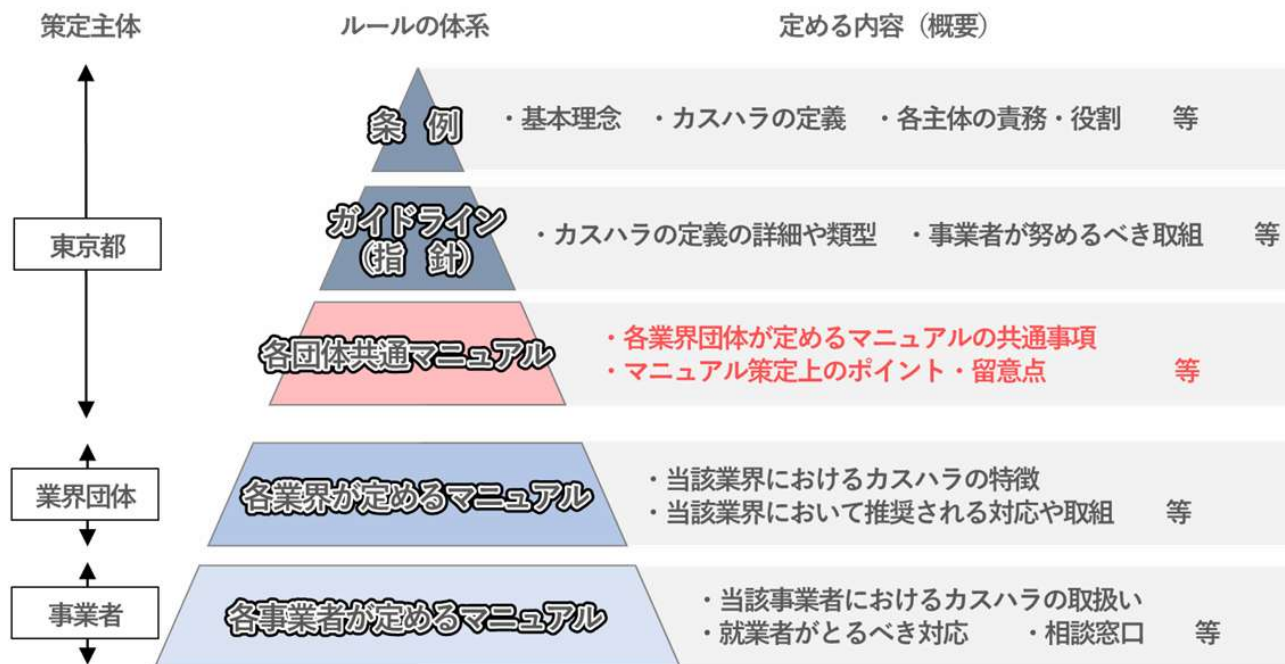 策定主体 ルールの体系 定める内容（概要）
条 例 ・基本理念 ・カスハラの定義 ・各主体の責務・役割 等
東京都
ガイドライン
（指 針） ・カスハラの定義の詳細や類型 ・事業者が努めるべき取組 等
各団体共通マニュアル
・各業界団体が定めるマニュアルの共通事項
・マニュアル策定上のポイント・留意点 等
業界団体
各業界が定めるマニュアル
・当該業界におけるカスハラの特徴
・当該業界において推奨される対応や取組 等
事業者
各事業者が定めるマニュアル
・当該事業者におけるカスハラの取扱い
・就業者がとるべき対応 ・相談窓口 等